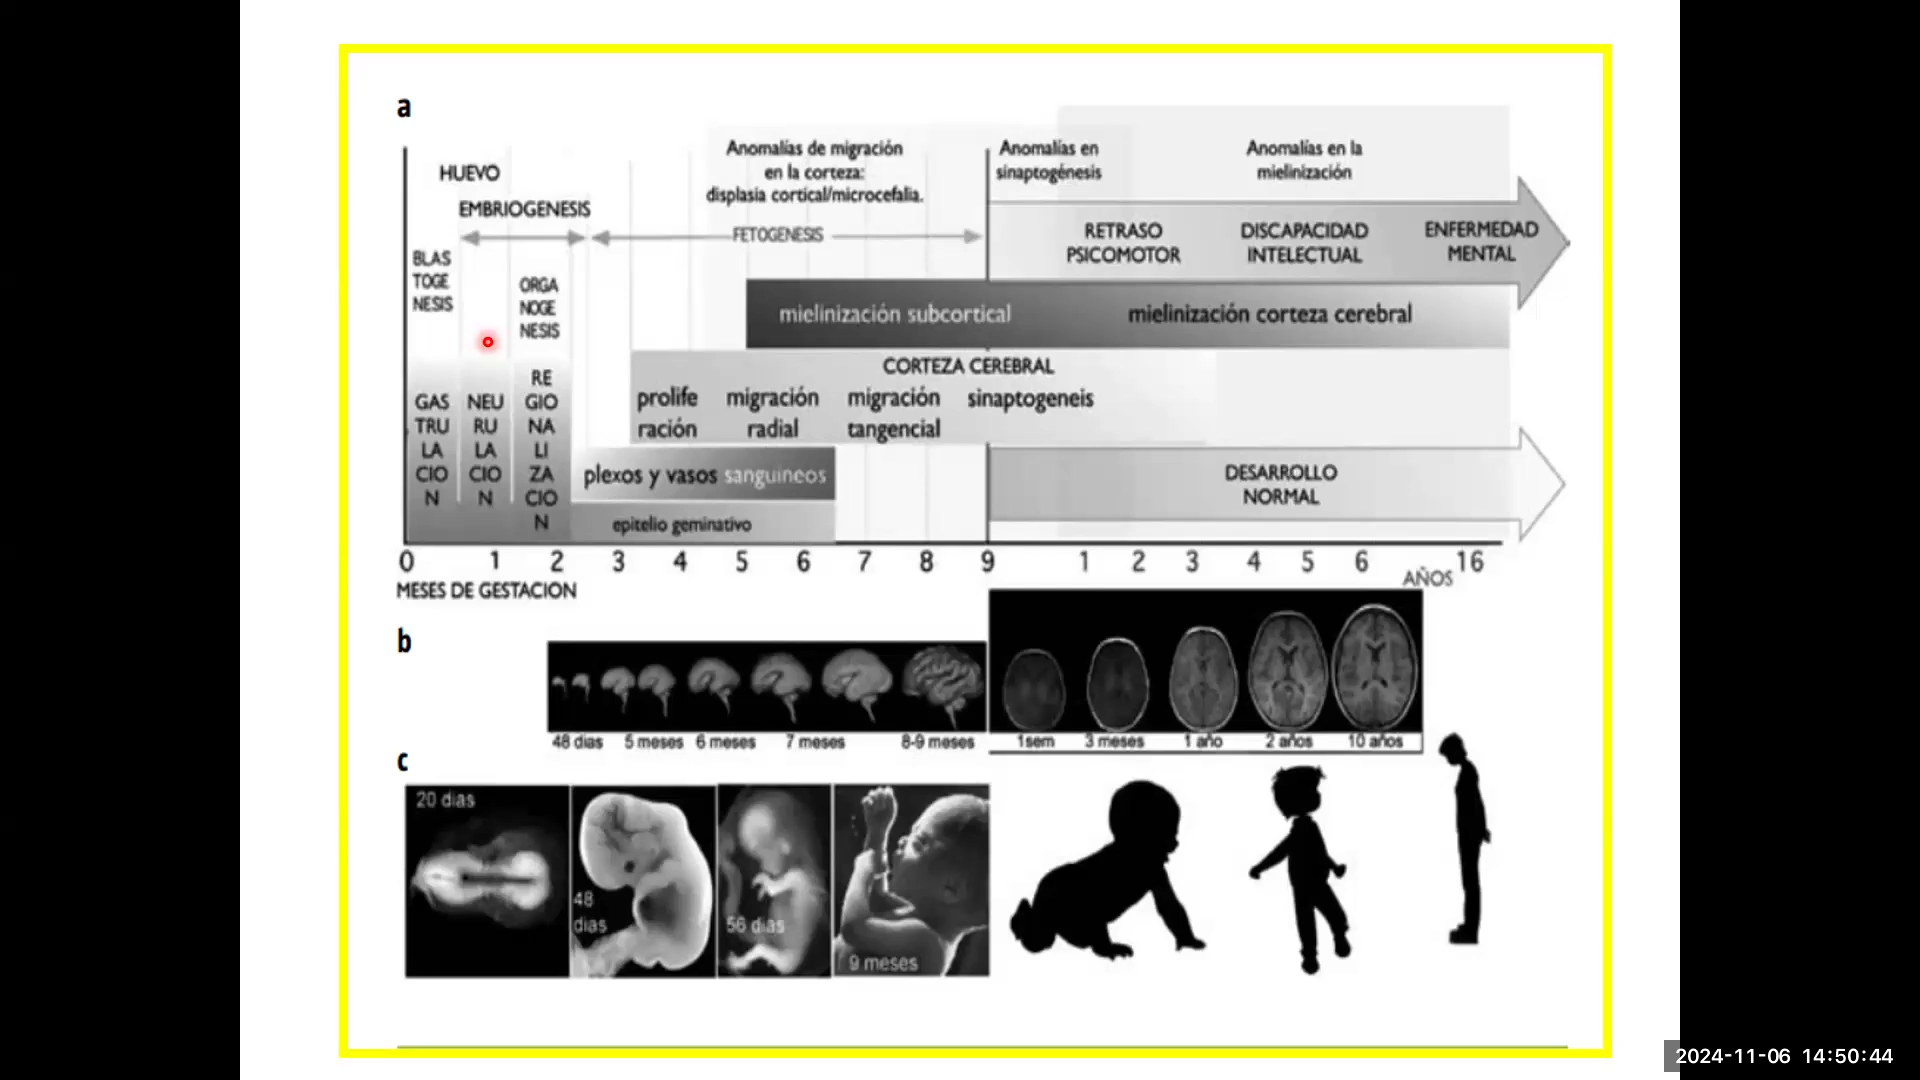 a
HUEVO
EMBRIOGENESIS
BLAS
TOGE
NESIS
ORGA
NOGE
NESIS
Anomalías de migración
en la corteza:
displasia cortical/microcefalia.
FETOGENESIS
Anomalías en
sinaptogénesis
Anomalías en la
mielinización
RETRASO
PSICOMOTOR
DISCAPACIDAD
INTELECTUAL
ENFERMEDAD
MENTAL
mielinización subcortical
mielinización corteza cerebral
CORTEZA CEREBRAL
prolife
ración
migración
radial
migración
tangencial
sinaptogeneis
GAS
TRU
LA
CIO
N
NEU
RU
LA
CIO
N
RE
GIO
NA
LI
ZA
CIO
N
plexos y vasos sanguineos
epitelio geminativo
DESARROLLO
NORMAL
0 1 2 3 4 5 6 7 8 9 1 2 3 4 5 6 16
AÑOS
MESES DE GESTACION
b
48 dias 5 meses 6 meses 7 meses 8-9 meses 1sem 3 meses 1 año 2 años 10 años
c
20 dias
48
dias
56 dias
9 meses
2024-11-06 14:50:44